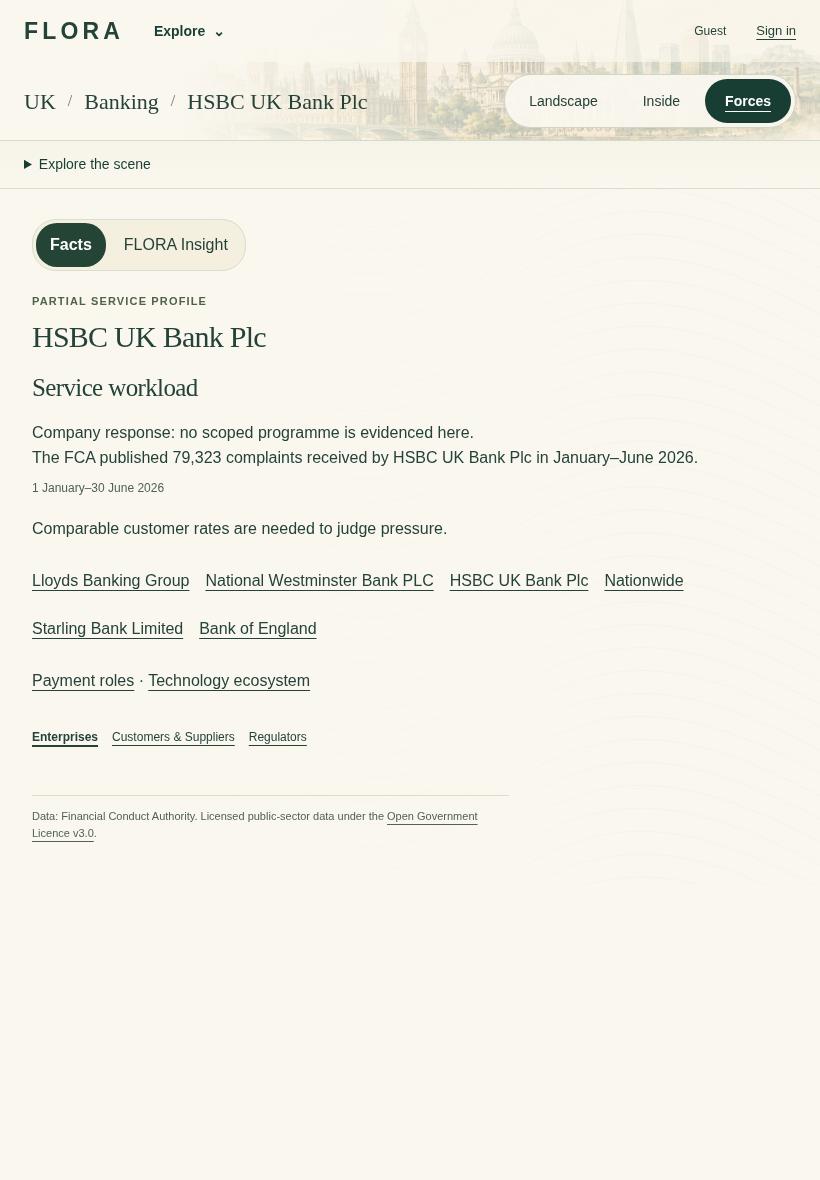 FLORA Explore Guest Sign in
UK / Banking / HSBC UK Bank Plc Landscape Inside Forces
Explore the scene
Facts FLORA Insight
PARTIAL SERVICE PROFILE
HSBC UK Bank Plc
Service workload
Company response: no scoped programme is evidenced here.
The FCA published 79,323 complaints received by HSBC UK Bank Plc in January–June 2026.
1 January–30 June 2026
Comparable customer rates are needed to judge pressure.
Lloyds Banking Group National Westminster Bank PLC HSBC UK Bank Plc Nationwide
Starling Bank Limited Bank of England
Payment roles · Technology ecosystem
Enterprises Customers & Suppliers Regulators
Data: Financial Conduct Authority. Licensed public-sector data under the Open Government
Licence v3.0.